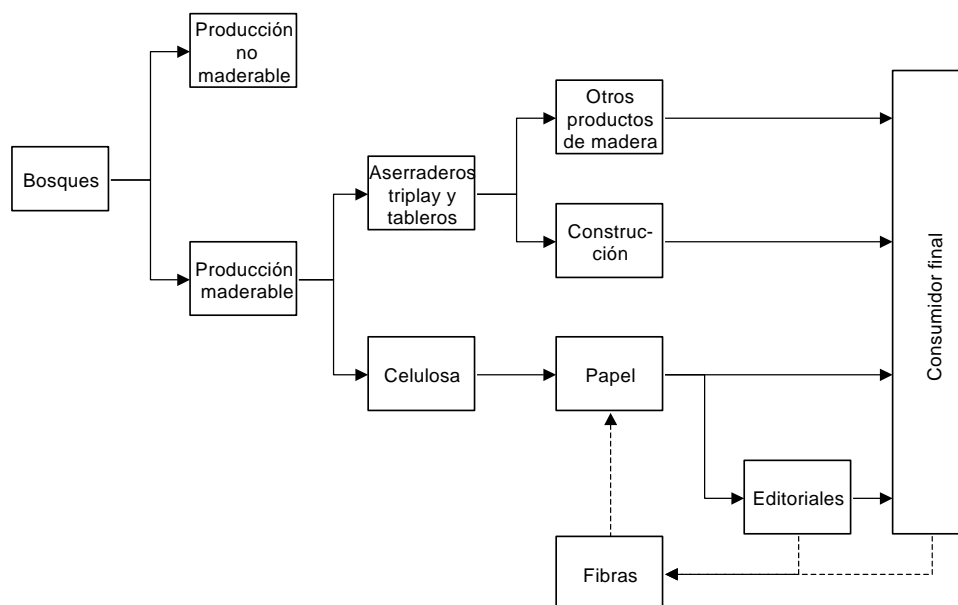 Producción
no
maderable
Bosques
Producción
maderable
Aserraderos
triplay y
tableros
Celulosa
Otros
productos
de madera
Construc-
ción
Papel
Editoriales
Fibras
Consumidor final